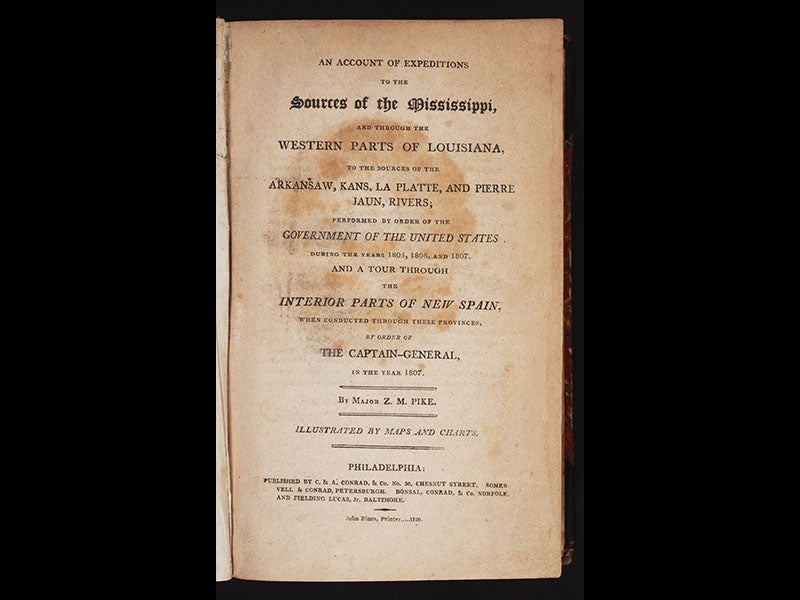 AN ACCOUNT OF EXPEDITIONS
TO THE
Sources of the Mississippi,
AND THROUGH THE
WESTERN PARTS OF LOUISIANA,
TO THE SOURCES OF THE
ARKANSAW, KANS, LA PLATTE, AND PIERRE
JAUN, RIVERS;
PERFORMED BY ORDER OF THE
GOVERNMENT OF THE UNITED STATES
DURING THE YEARS 1805, 1806, AND 1807.
AND A TOUR THROUGH
THE
INTERIOR PARTS OF NEW SPAIN,
WHEN CONDUCTED THROUGH THESE PROVINCES,
BY ORDER OF
THE CAPTAIN-GENERAL,
IN THE YEAR 1807.
By Major Z. M. PIKE.
ILLUSTRATED BY MAPS AND CHARTS.
PHILADELPHIA:
PUBLISHED BY C. & A. CONRAD, & Co. No. 30, CHESNUT STREET. SOMER-
VELL & CONRAD, PETERSBURGH. BONSAL, CONRAD, & Co. NORFOLK,
AND FIELDING LUCAS, Jr. BALTIMORE.
John Binns, Printer....1810.